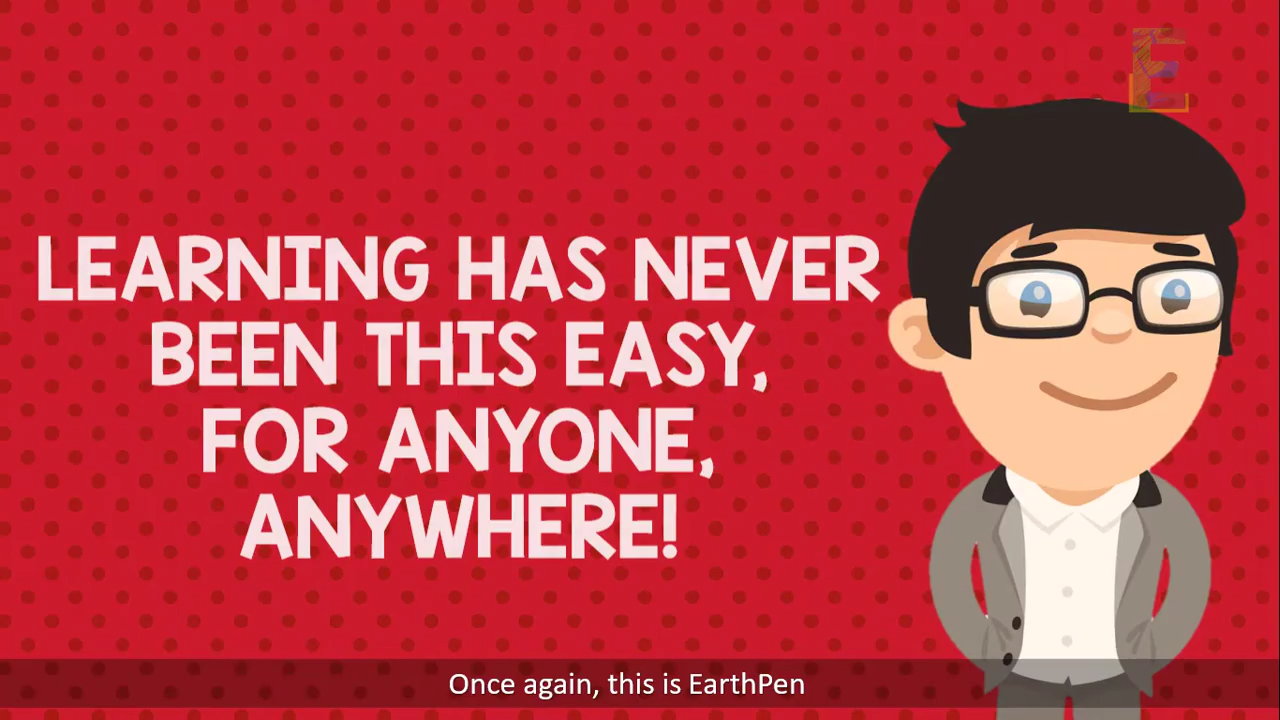 E
LEARNING HAS NEVER
BEEN THIS EASY,
FOR ANYONE,
ANYWHERE!
Once again, this is EarthPen